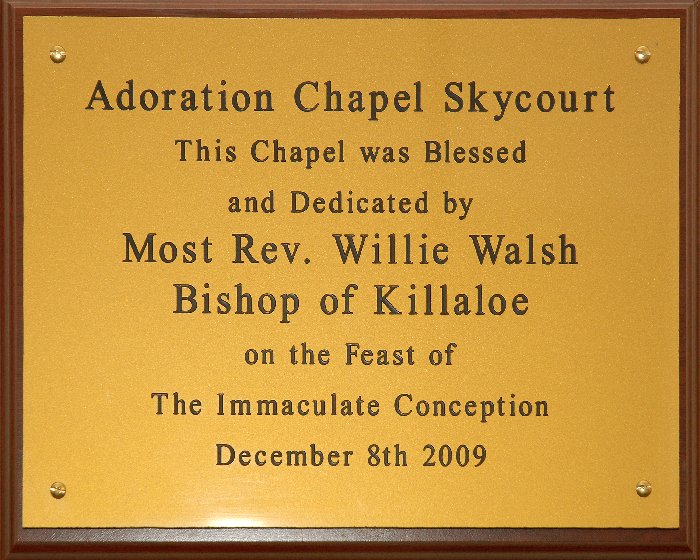 Adoration Chapel Skycourt
This Chapel was Blessed
and Dedicated by
Most Rev. Willie Walsh
Bishop of Killaloe
on the Feast of
The Immaculate Conception
December 8th 2009